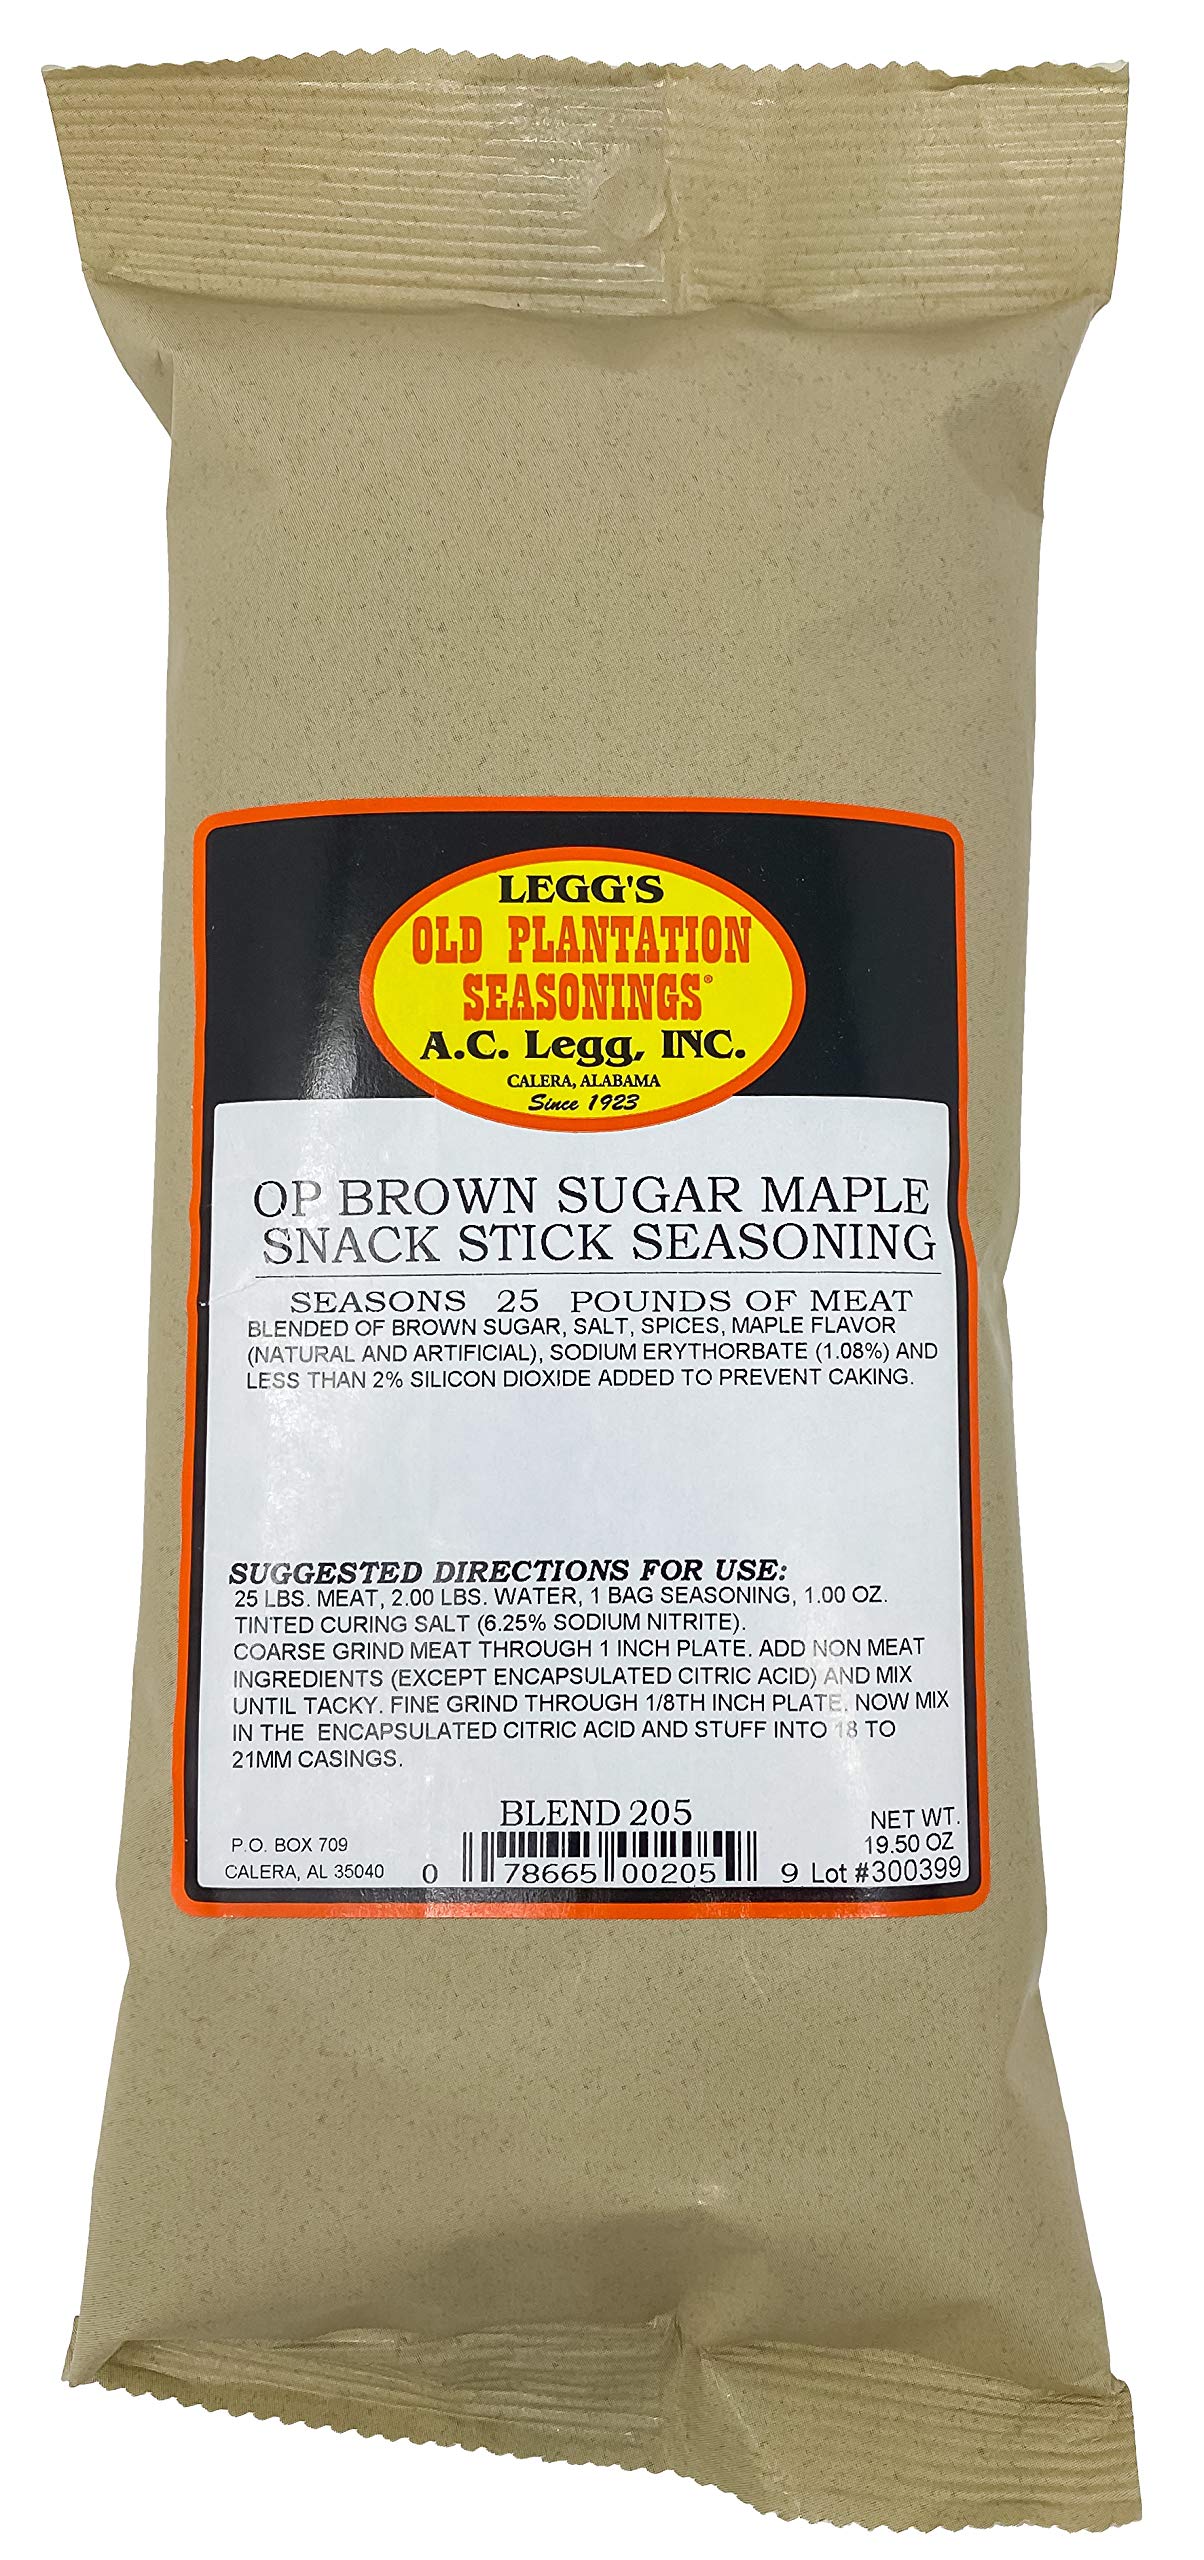 LEGG'S
OLD PLANTATION
SEASONINGS®
A.C. Legg, INC.
CALERA, ALABAMA
Since 1923
OP BROWN SUGAR MAPLE
SNACK STICK SEASONING
SEASONS 25 POUNDS OF MEAT
BLENDED OF BROWN SUGAR, SALT, SPICES, MAPLE FLAVOR
(NATURAL AND ARTIFICIAL), SODIUM ERYTHORBATE (1.08%) AND
LESS THAN 2% SILICON DIOXIDE ADDED TO PREVENT CAKING.
SUGGESTED DIRECTIONS FOR USE:
25 LBS. MEAT, 2.00 LBS. WATER, 1 BAG SEASONING, 1.00 OZ.
TINTED CURING SALT (6.25% SODIUM NITRITE).
COARSE GRIND MEAT THROUGH 1 INCH PLATE. ADD NON MEAT
INGREDIENTS (EXCEPT ENCAPSULATED CITRIC ACID) AND MIX
UNTIL TACKY. FINE GRIND THROUGH 1/8TH INCH PLATE. NOW MIX
IN THE ENCAPSULATED CITRIC ACID AND STUFF INTO 18 TO
21MM CASINGS.
BLEND 205
P.O. BOX 709
CALERA, AL 35040
0 78665 00205 9
NET WT.
19.50 OZ
Lot #300399